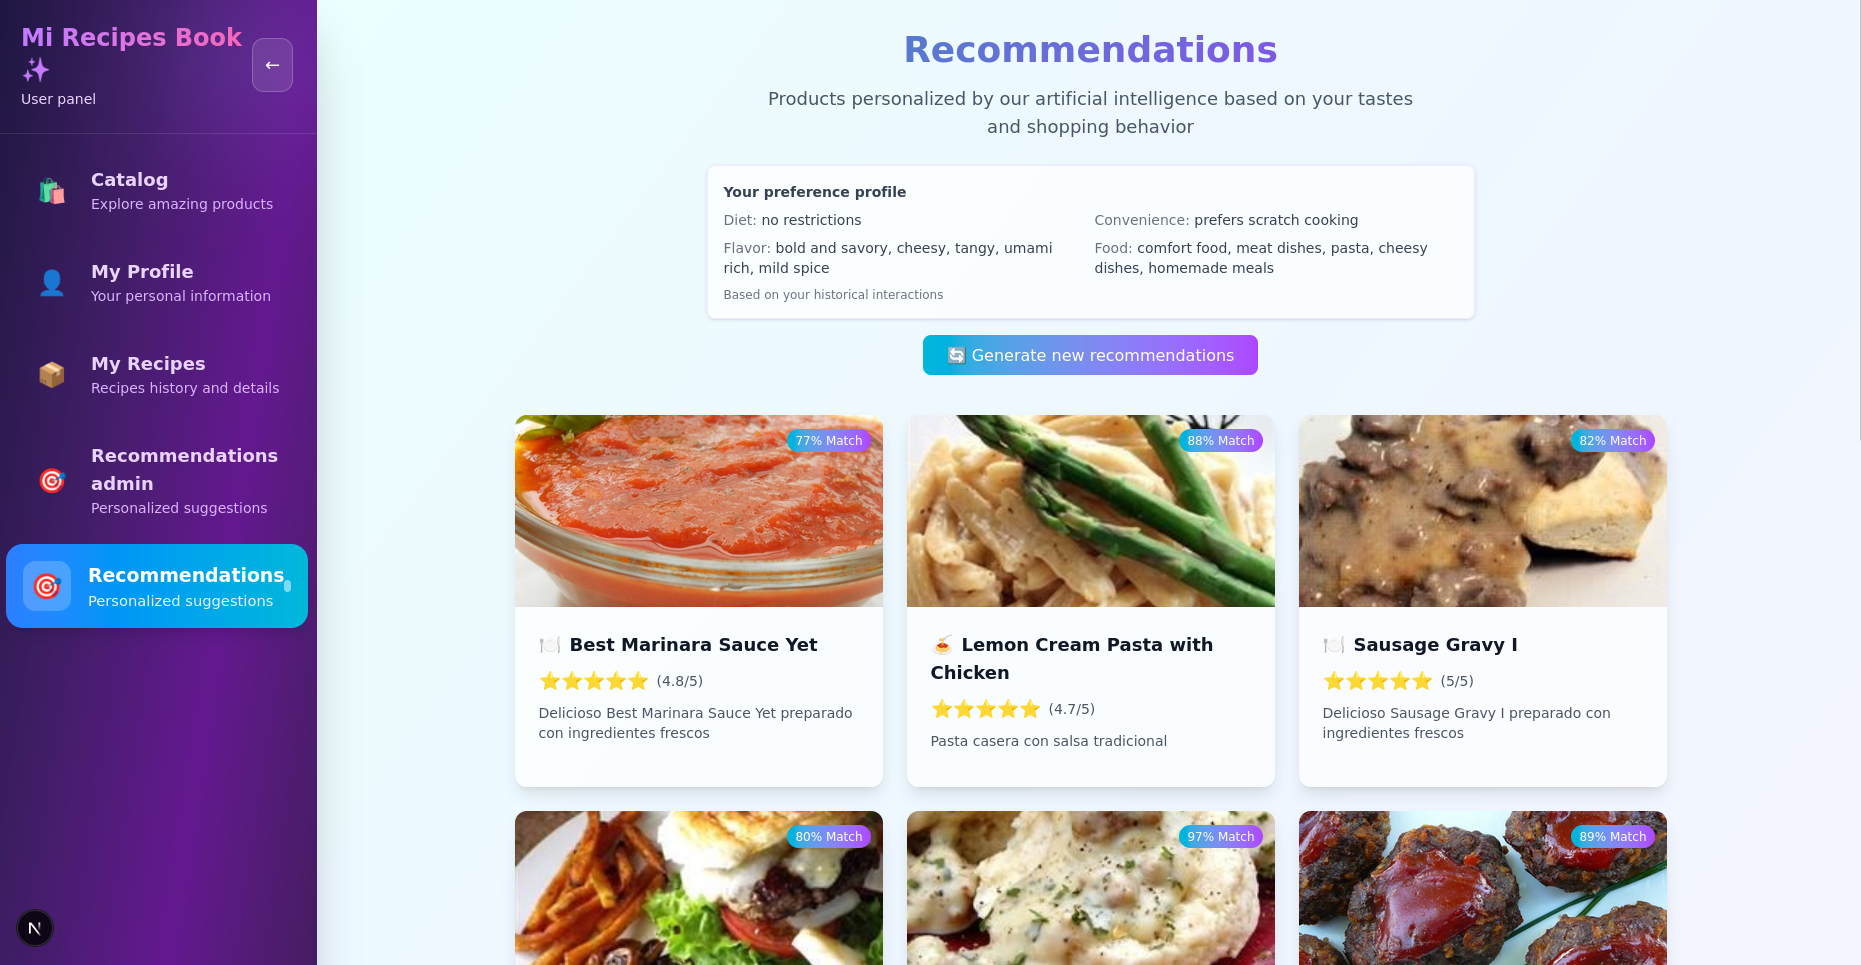 Mi Recipes Book
✨
User panel
←
Catalog
Explore amazing products
My Profile
Your personal information
My Recipes
Recipes history and details
Recommendations
admin
Personalized suggestions
Recommendations
Personalized suggestions
N
Recommendations
Products personalized by our artificial intelligence based on your tastes
and shopping behavior
Your preference profile
Diet: no restrictions
Convenience: prefers scratch cooking
Flavor: bold and savory, cheesy, tangy, umami
rich, mild spice
Food: comfort food, meat dishes, pasta, cheesy
dishes, homemade meals
Based on your historical interactions
🔄 Generate new recommendations
77% Match
🍽️ Best Marinara Sauce Yet
⭐⭐⭐⭐⭐ (4.8/5)
Delicioso Best Marinara Sauce Yet preparado
con ingredientes frescos
88% Match
🍝 Lemon Cream Pasta with
Chicken
⭐⭐⭐⭐⭐ (4.7/5)
Pasta casera con salsa tradicional
82% Match
🍽️ Sausage Gravy I
⭐⭐⭐⭐⭐ (5/5)
Delicioso Sausage Gravy I preparado con
ingredientes frescos
80% Match
97% Match
89% Match